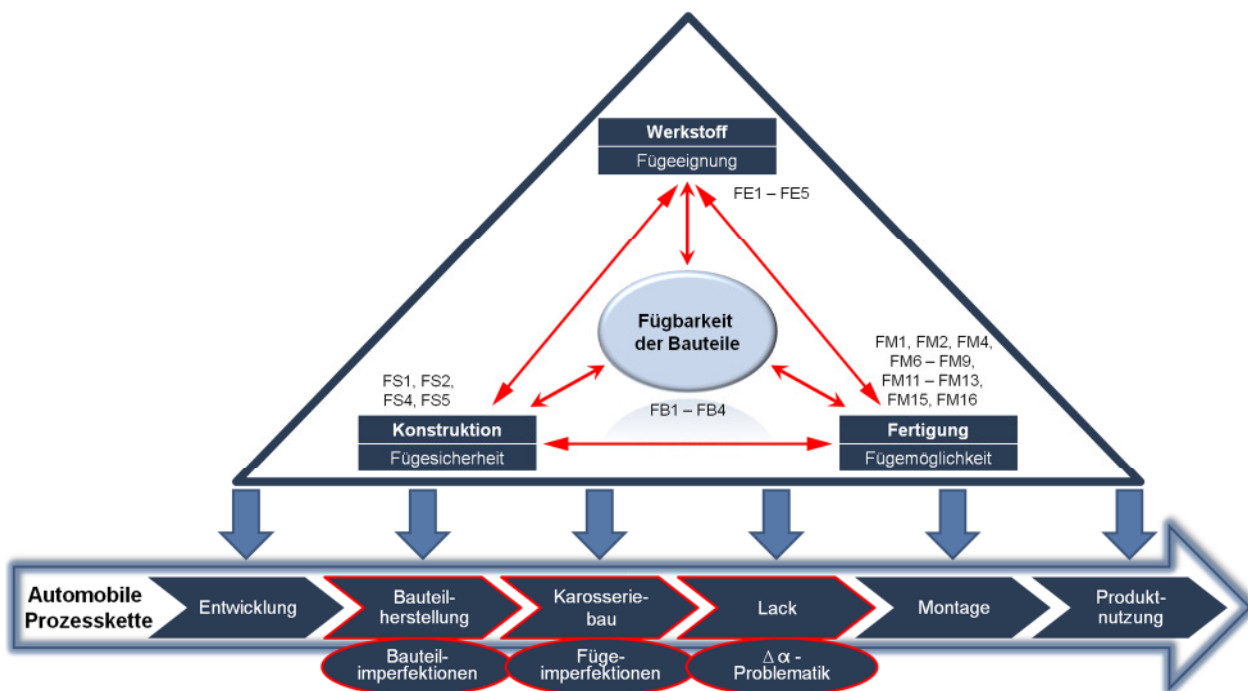 Werkstoff
Fügeeignung
FE1 – FE5
Fügbarkeit
der Bauteile
FS1, FS2,
FS4, FS5
FM1, FM2, FM4,
FM6 – FM9,
FM11 – FM13,
FM15, FM16
FB1 – FB4
Konstruktion
Fügesicherheit
Fertigung
Fügemöglichkeit
Automobile
Prozesskette
Entwicklung
Bauteil-
herstellung
Karosserie-
bau
Lack
Montage
Produkt-
nutzung
Bauteil-
imperfektionen
Füge-
imperfektionen
Δ α -
Problematik